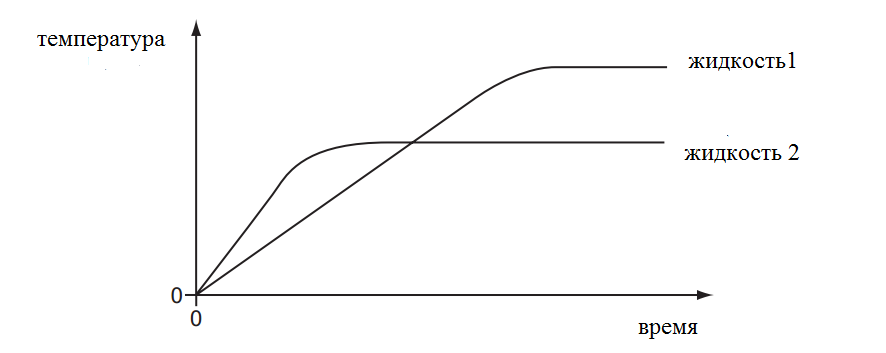 температура
жидкость1
жидкость 2
0
0
время